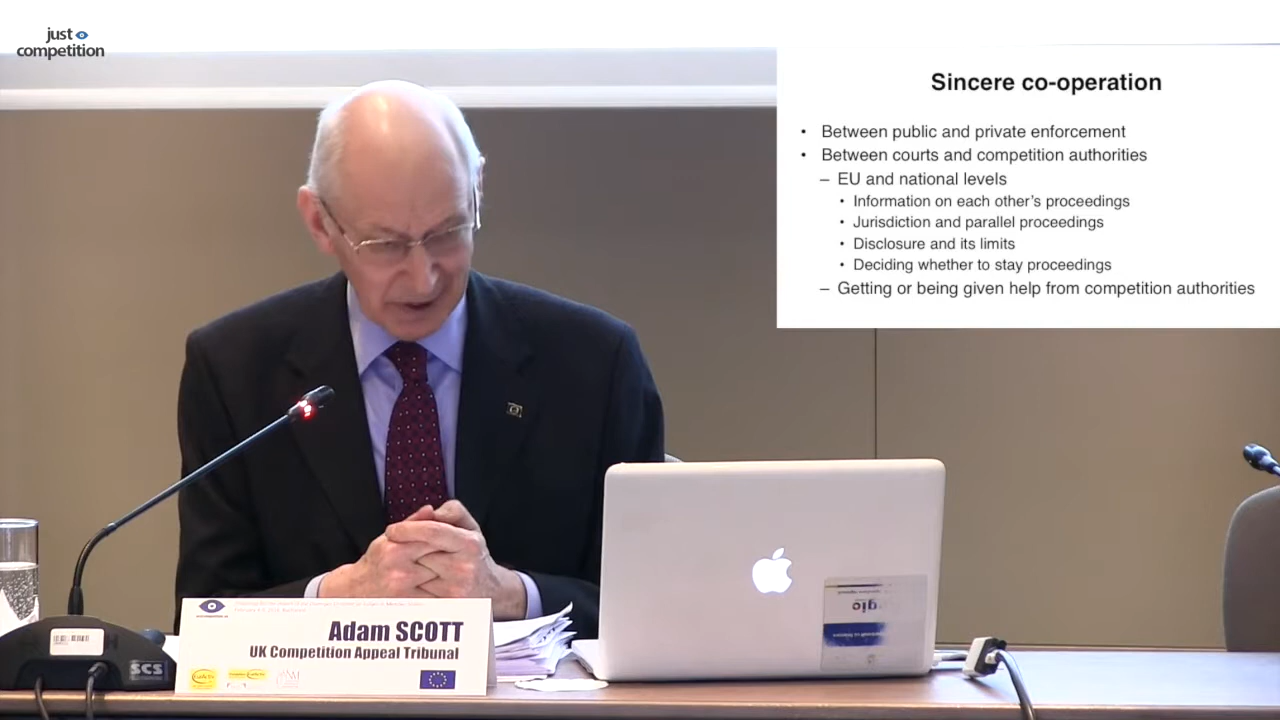 just
competition
Sincere co-operation
• Between public and private enforcement
• Between courts and competition authorities
– EU and national levels
• Information on each other's proceedings
• Jurisdiction and parallel proceedings
• Disclosure and its limits
• Deciding whether to stay proceedings
– Getting or being given help from competition authorities
Adam SCOTT
UK Competition Appeal Tribunal
SCS